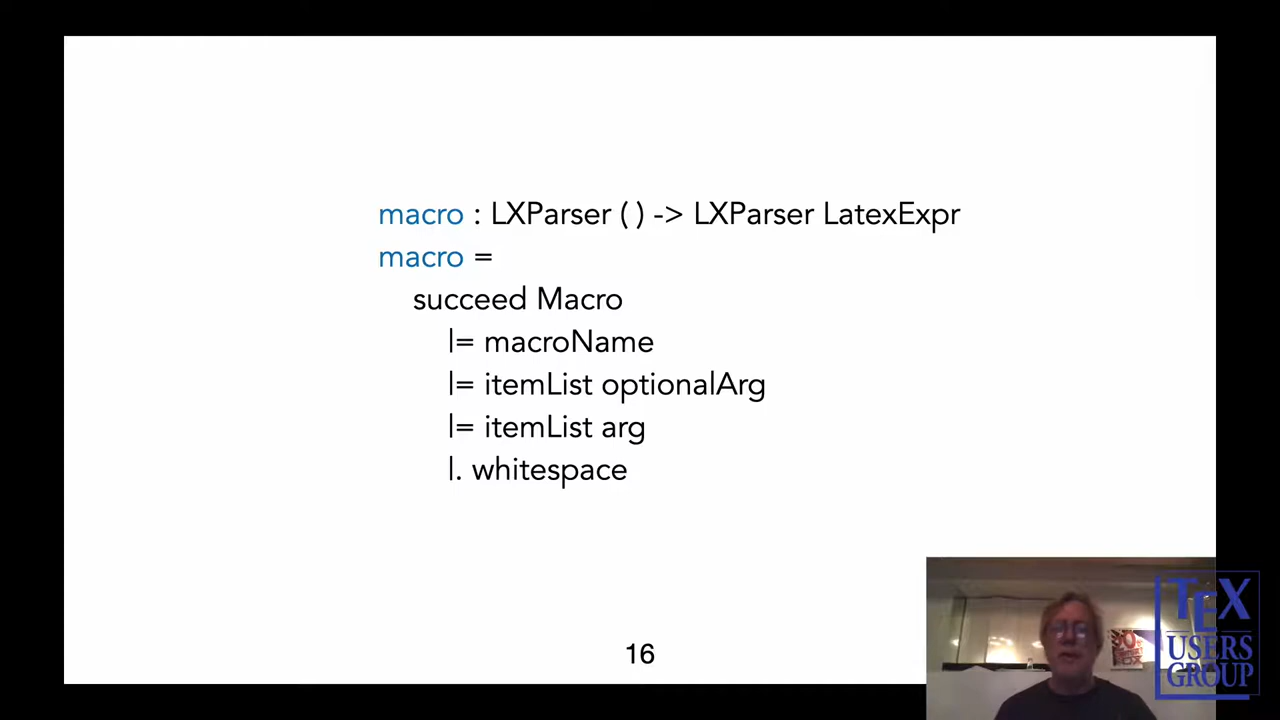 macro : LXParser ( ) -> LXParser LatexExpr
macro =
succeed Macro
|= macroName
|= itemList optionalArg
|= itemList arg
|. whitespace
16
TEX
USERS
GROUP